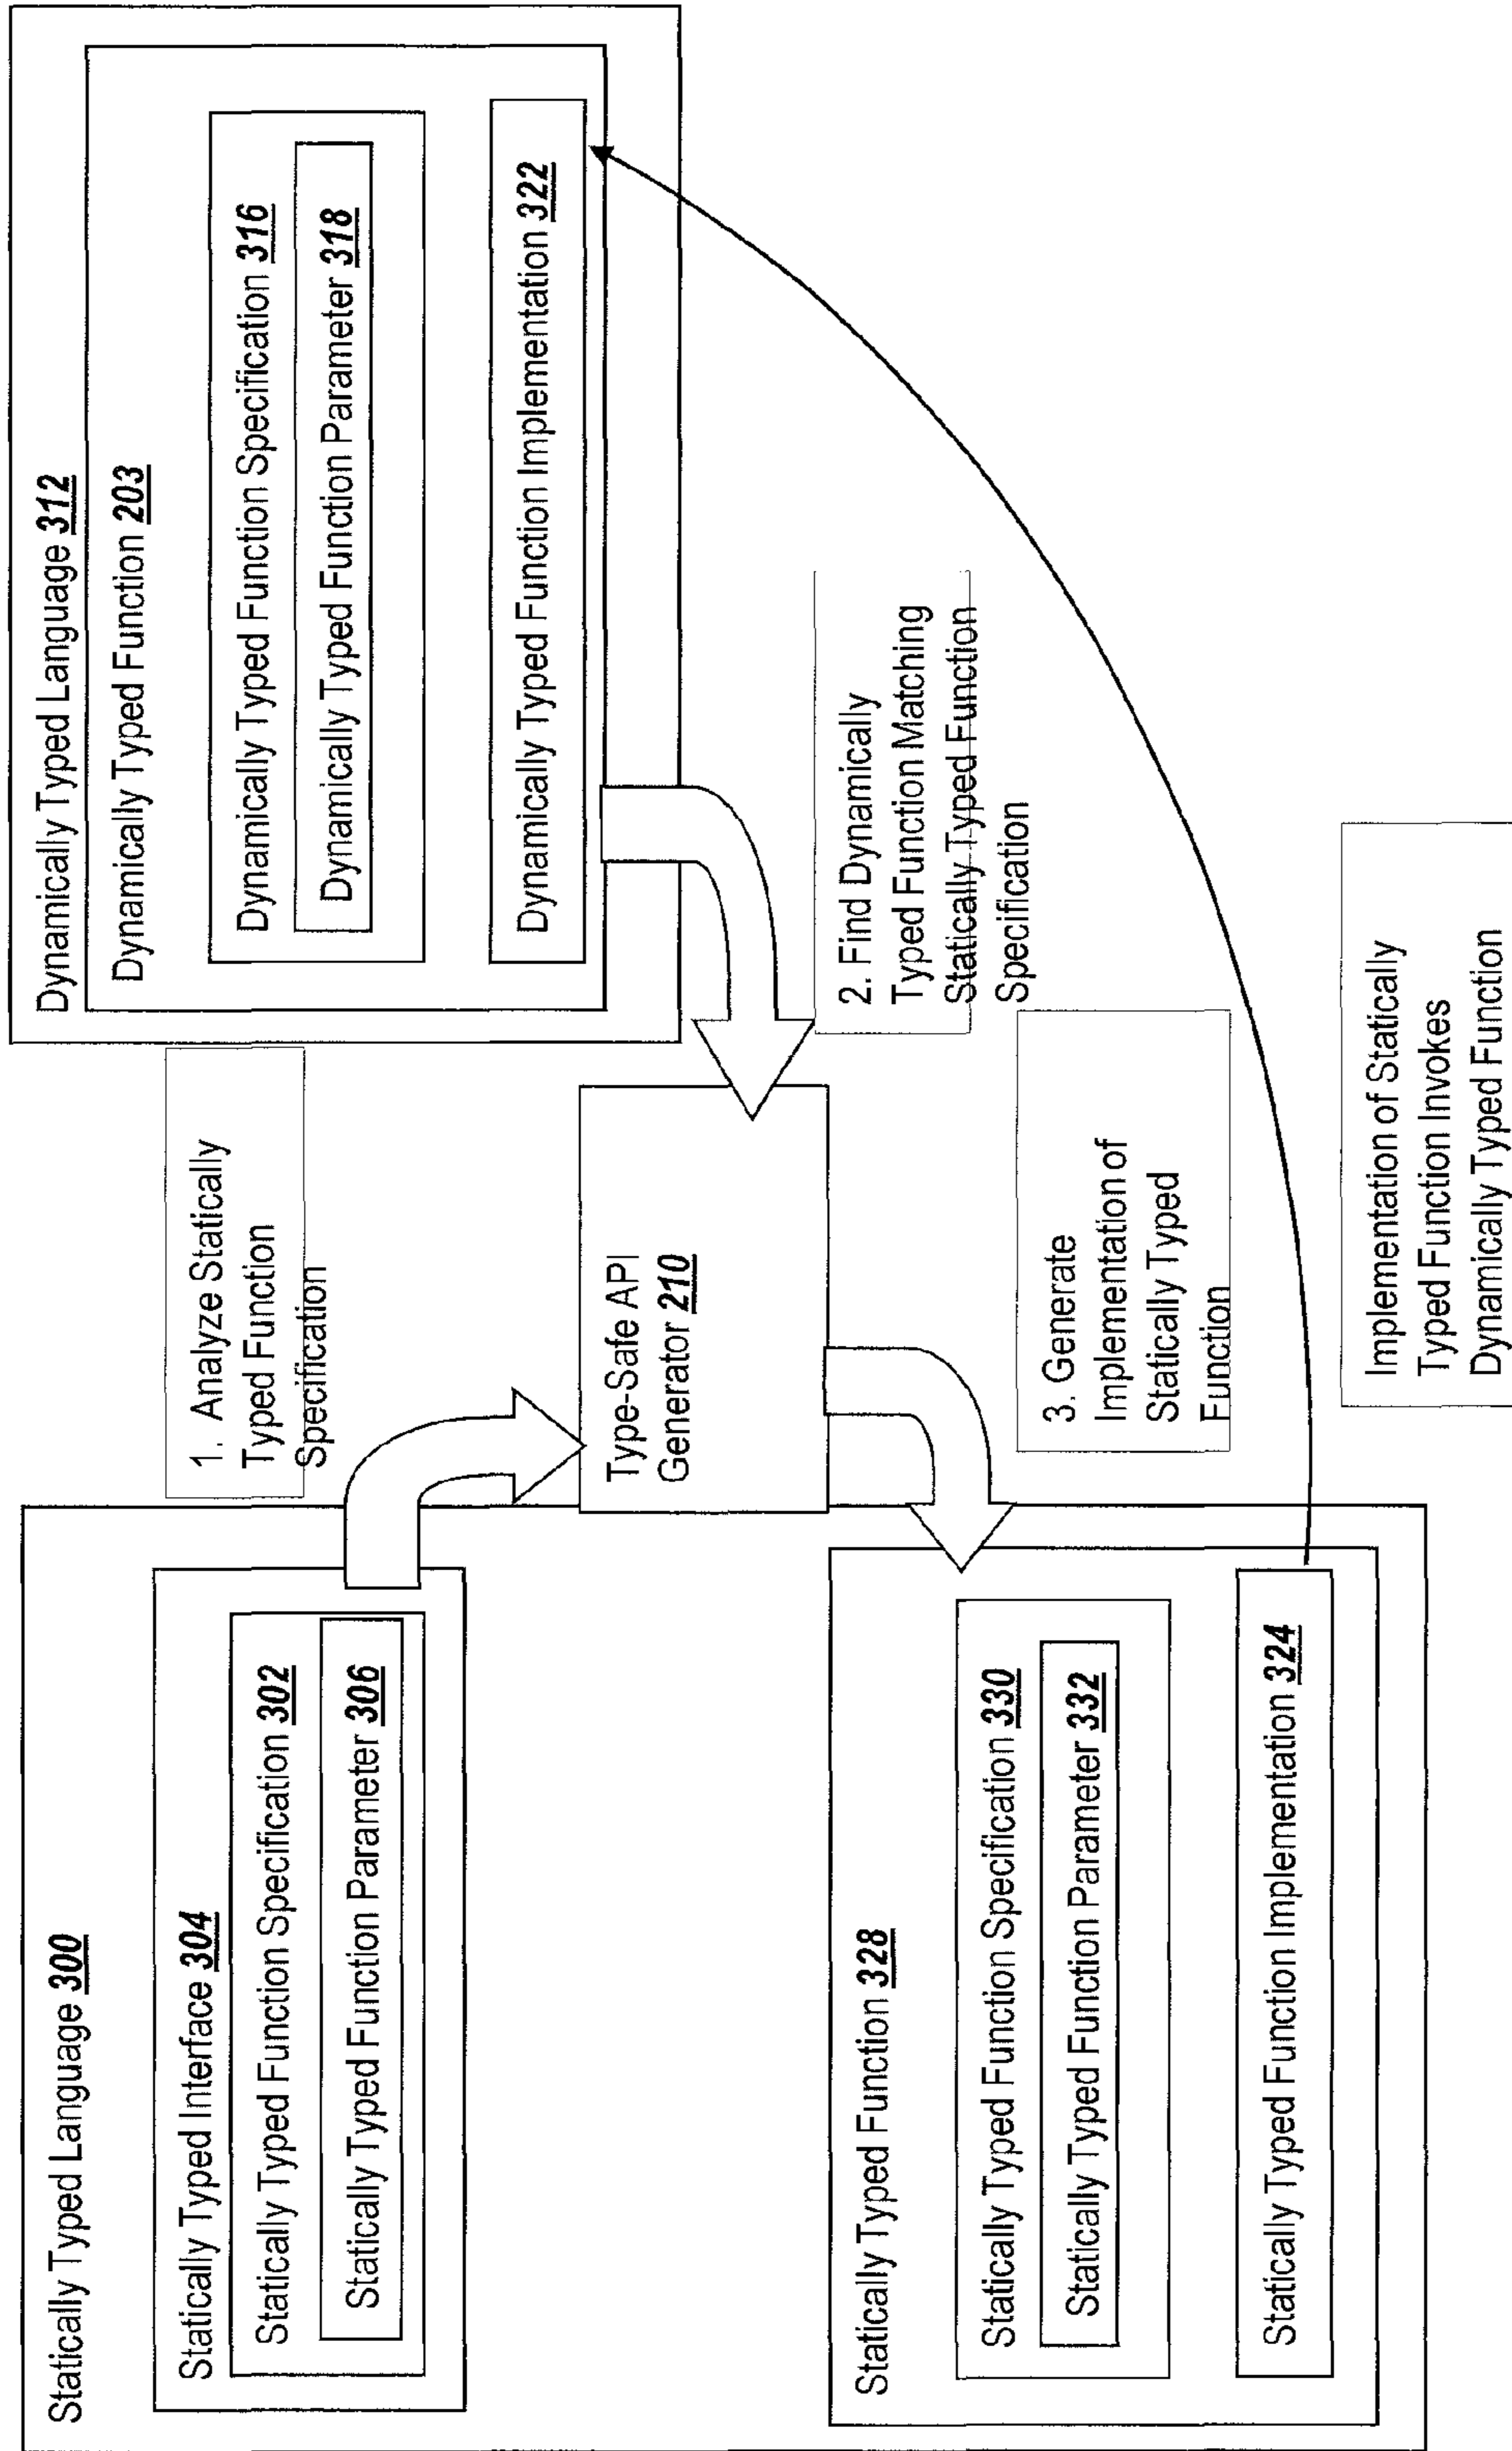 Statically Typed Language 300
Statically Typed Interface 304
Statically Typed Function Specification 302
Statically Typed Function Parameter 306
1. Analyze Statically
Typed Function
Specification
Dynamically Typed Language 312
Dynamically Typed Function 203
Dynamically Typed Function Specification 316
Dynamically Typed Function Parameter 318
Dynamically Typed Function Implementation 322
Type-Safe API
Generator 210
2. Find Dynamically
Typed Function Matching
Statically Typed Function
Specification
Statically Typed Function 328
Statically Typed Function Specification 330
Statically Typed Function Parameter 332
Statically Typed Function Implementation 324
3. Generate
Implementation of
Statically Typed
Function
Implementation of Statically
Typed Function Invokes
Dynamically Typed Function